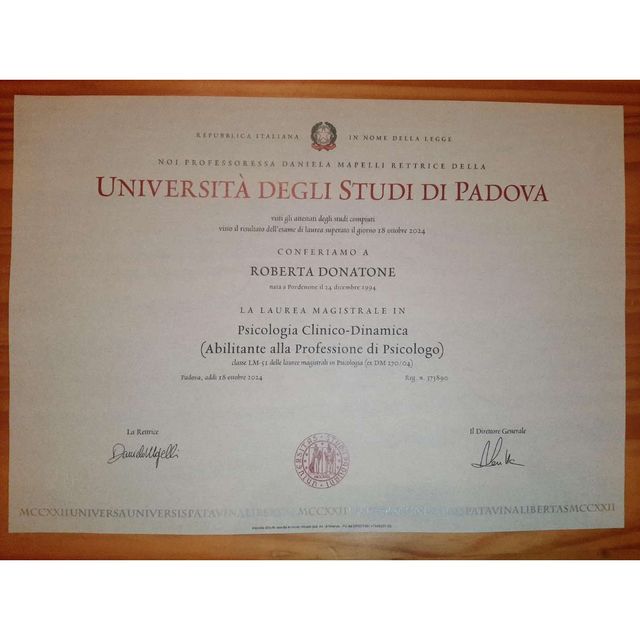 REPUBBLICA ITALIANA IN NOME DELLA LEGGE
NOI PROFESSORESSA DANIELA MAPELLI RETTRICE DELLA
UNIVERSITÀ DEGLI STUDI DI PADOVA
visti gli attestati degli studi compiuti
visto il risultato dell'esame di laurea superato il giorno 18 ottobre 2024
CONFERIAMO A
ROBERTA DONATONE
nata a Pordenone il 24 dicembre 1994
LA LAUREA MAGISTRALE IN
Psicologia Clinico-Dinamica
(Abilitante alla Professione di Psicologo)
classe LM-51 delle lauree magistrali in Psicologia (ex DM 270/04)
Padova, addì 18 ottobre 2024 Reg. n. 373890
La Rettrice Il Direttore Generale
MCCXXIIUNIVERSAUNIVERSISPATAVINALIBERTASMCCXXII PATAVINALIBERTASMCCXXII